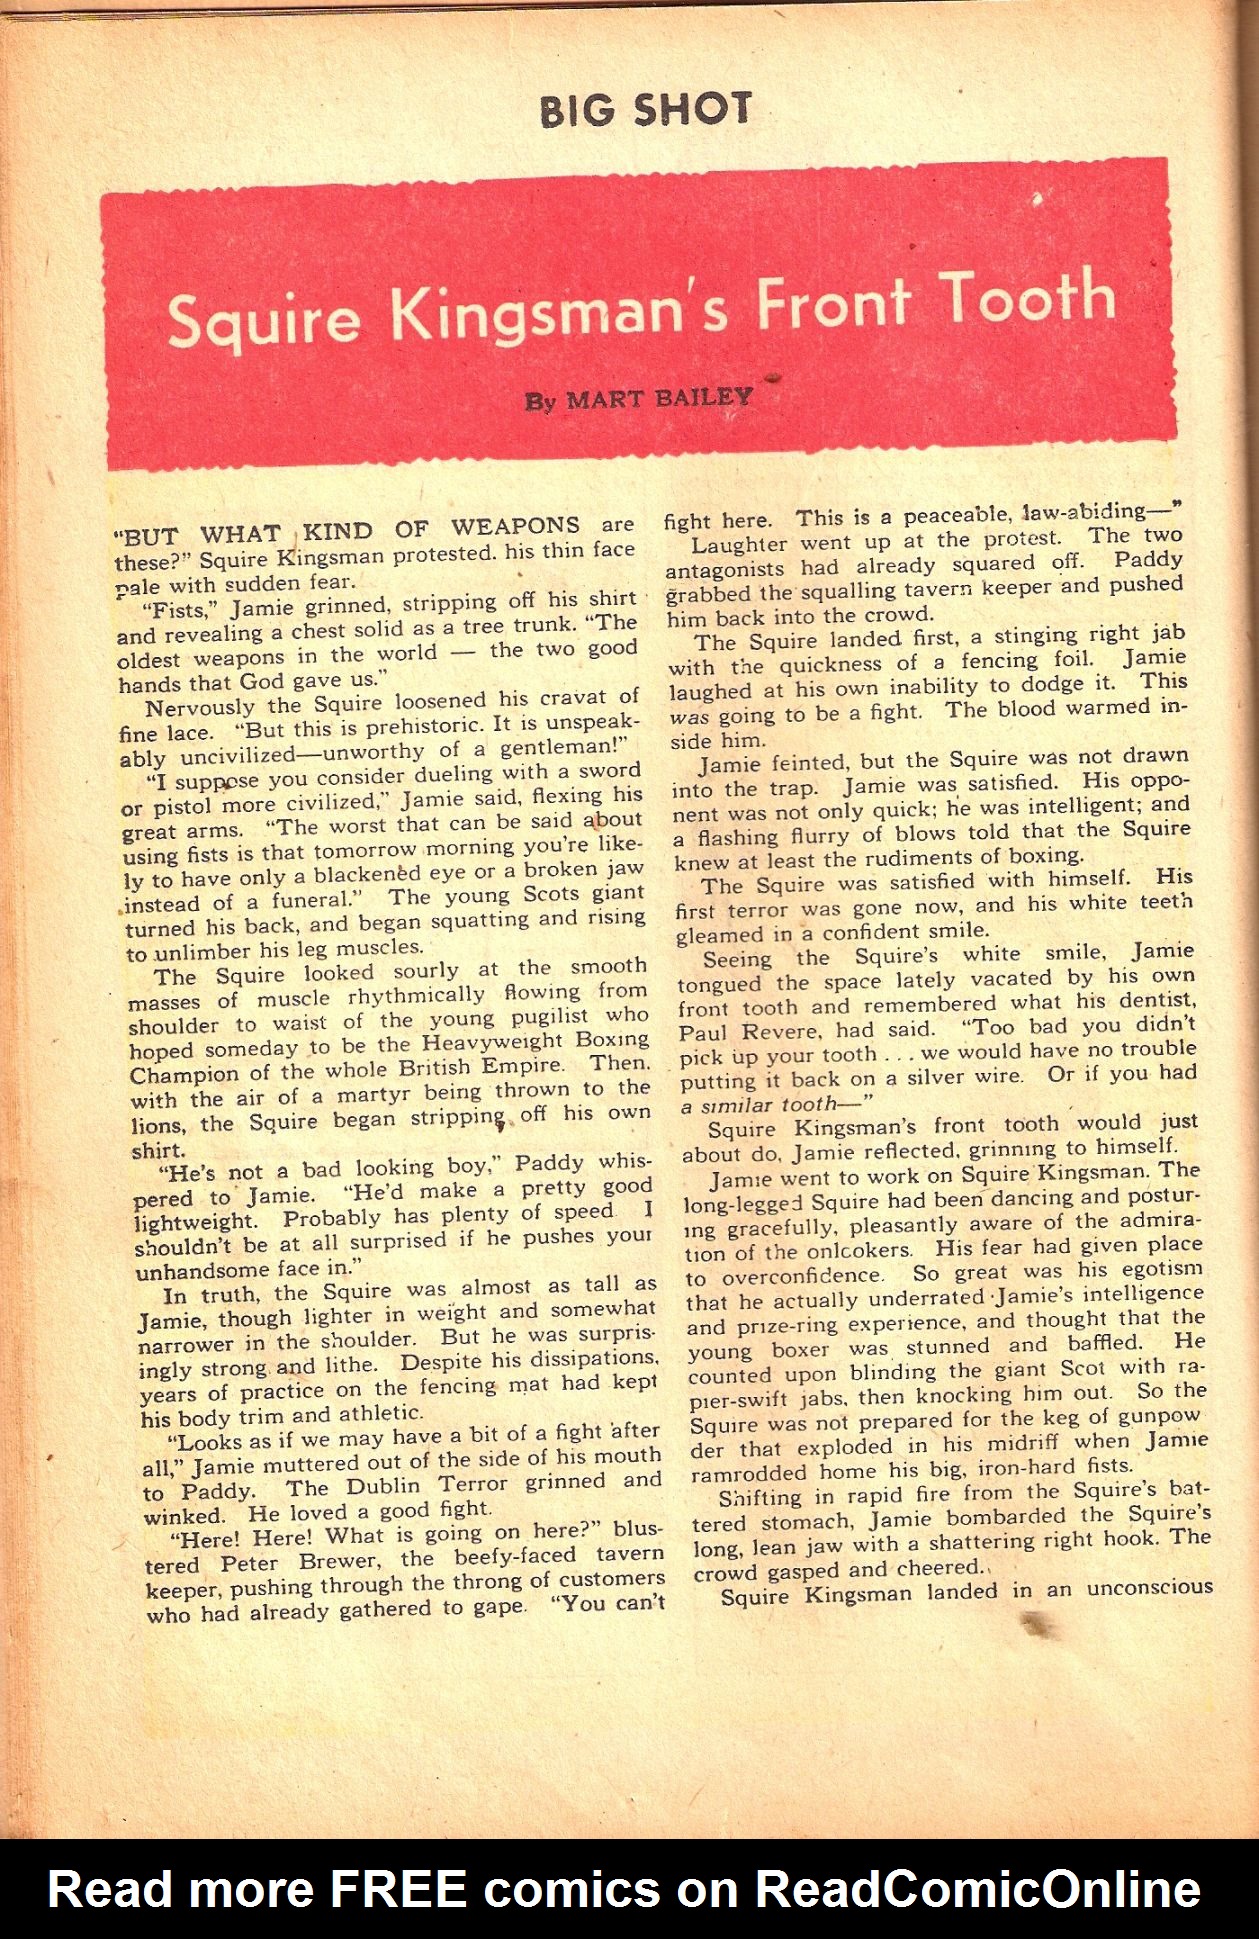 BIG SHOT
Squire Kingsman's Front Tooth
By MART BAILEY
“BUT WHAT KIND OF WEAPONS are
these?” Squire Kingsman protested. his thin face
pale with sudden fear.
“Fists,” Jamie grinned, stripping off his shirt
and revealing a chest solid as a tree trunk. “The
oldest weapons in the world — the two good
hands that God gave us.”
Nervously the Squire loosened his cravat of
fine lace. “But this is prehistoric. It is unspeak-
ably uncivilized—unworthy of a gentleman!”
“I suppose you consider dueling with a sword
or pistol more civilized,” Jamie said, flexing his
great arms. “The worst that can be said about
using fists is that tomorrow morning you're like-
ly to have only a blackened eye or a broken jaw
instead of a funeral.” The young Scots giant
turned his back, and began squatting and rising
to unlimber his leg muscles.
The Squire looked sourly at the smooth
masses of muscle rhythmically flowing from
shoulder to waist of the young pugilist who
hoped someday to be the Heavyweight Boxing
Champion of the whole British Empire. Then.
with the air of a martyr being thrown to the
lions, the Squire began stripping off his own
shirt.
“He's not a bad looking boy,” Paddy whis-
pered to Jamie. “He'd make a pretty good
lightweight. Probably has plenty of speed. I
shouldn't be at all surprised if he pushes your
unhandsome face in.”
In truth, the Squire was almost as tall as
Jamie, though lighter in weight and somewhat
narrower in the shoulder. But he was surpris-
ingly strong and lithe. Despite his dissipations,
years of practice on the fencing mat had kept
his body trim and athletic.
“Looks as if we may have a bit of a fight after
all,” Jamie muttered out of the side of his mouth
to Paddy. The Dublin Terror grinned and
winked. He loved a good fight.
“Here! Here! What is going on here?” blus-
tered Peter Brewer, the beefy-faced tavern
keeper, pushing through the throng of customers
who had already gathered to gape. “You can't
fight here. This is a peaceable, law-abiding—”
Laughter went up at the protest. The two
antagonists had already squared off. Paddy
grabbed the squalling tavern keeper and pushed
him back into the crowd.
The Squire landed first, a stinging right jab
with the quickness of a fencing foil. Jamie
laughed at his own inability to dodge it. This
was going to be a fight. The blood warmed in-
side him.
Jamie feinted, but the Squire was not drawn
into the trap. Jamie was satisfied. His oppo-
nent was not only quick; he was intelligent; and
a flashing flurry of blows told that the Squire
knew at least the rudiments of boxing.
The Squire was satisfied with himself. His
first terror was gone now, and his white teeth
gleamed in a confident smile.
Seeing the Squire's white smile, Jamie
tongued the space lately vacated by his own
front tooth and remembered what his dentist,
Paul Revere, had said. “Too bad you didn't
pick up your tooth . . . we would have no trouble
putting it back on a silver wire. Or if you had
a similar tooth—”
Squire Kingsman's front tooth would just
about do, Jamie reflected, grinning to himself.
Jamie went to work on Squire Kingsman. The
long-legged Squire had been dancing and postur-
ing gracefully, pleasantly aware of the admira-
tion of the onlookers. His fear had given place
to overconfidence. So great was his egotism
that he actually underrated Jamie's intelligence
and prize-ring experience, and thought that the
young boxer was stunned and baffled. He
counted upon blinding the giant Scot with ra-
pier-swift jabs, then knocking him out. So the
Squire was not prepared for the keg of gunpow
der that exploded in his midriff when Jamie
ramrodded home his big, iron-hard fists.
Shifting in rapid fire from the Squire's bat-
tered stomach, Jamie bombarded the Squire's
long, lean jaw with a shattering right hook. The
crowd gasped and cheered.
Squire Kingsman landed in an unconscious
Read more FREE comics on ReadComicOnline